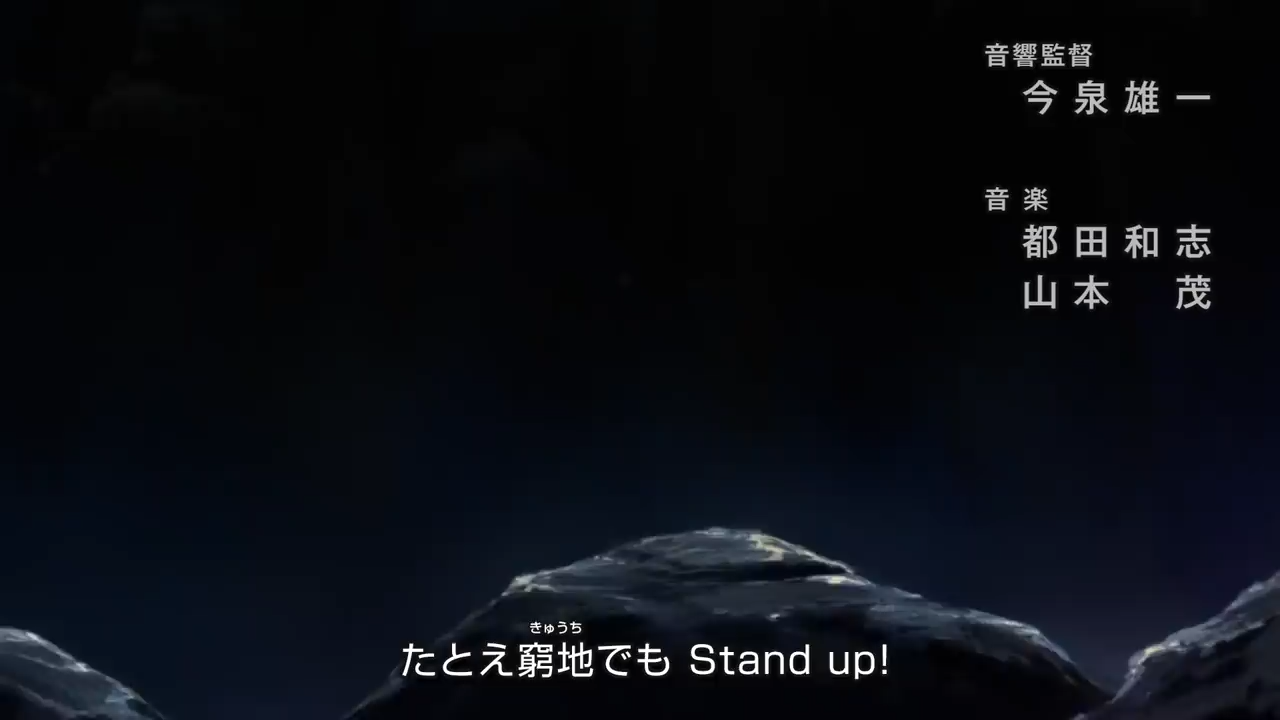 音響監督
今泉雄一
音楽
都田和志
山本 茂
きゅうち
たとえ窮地でも Stand up!